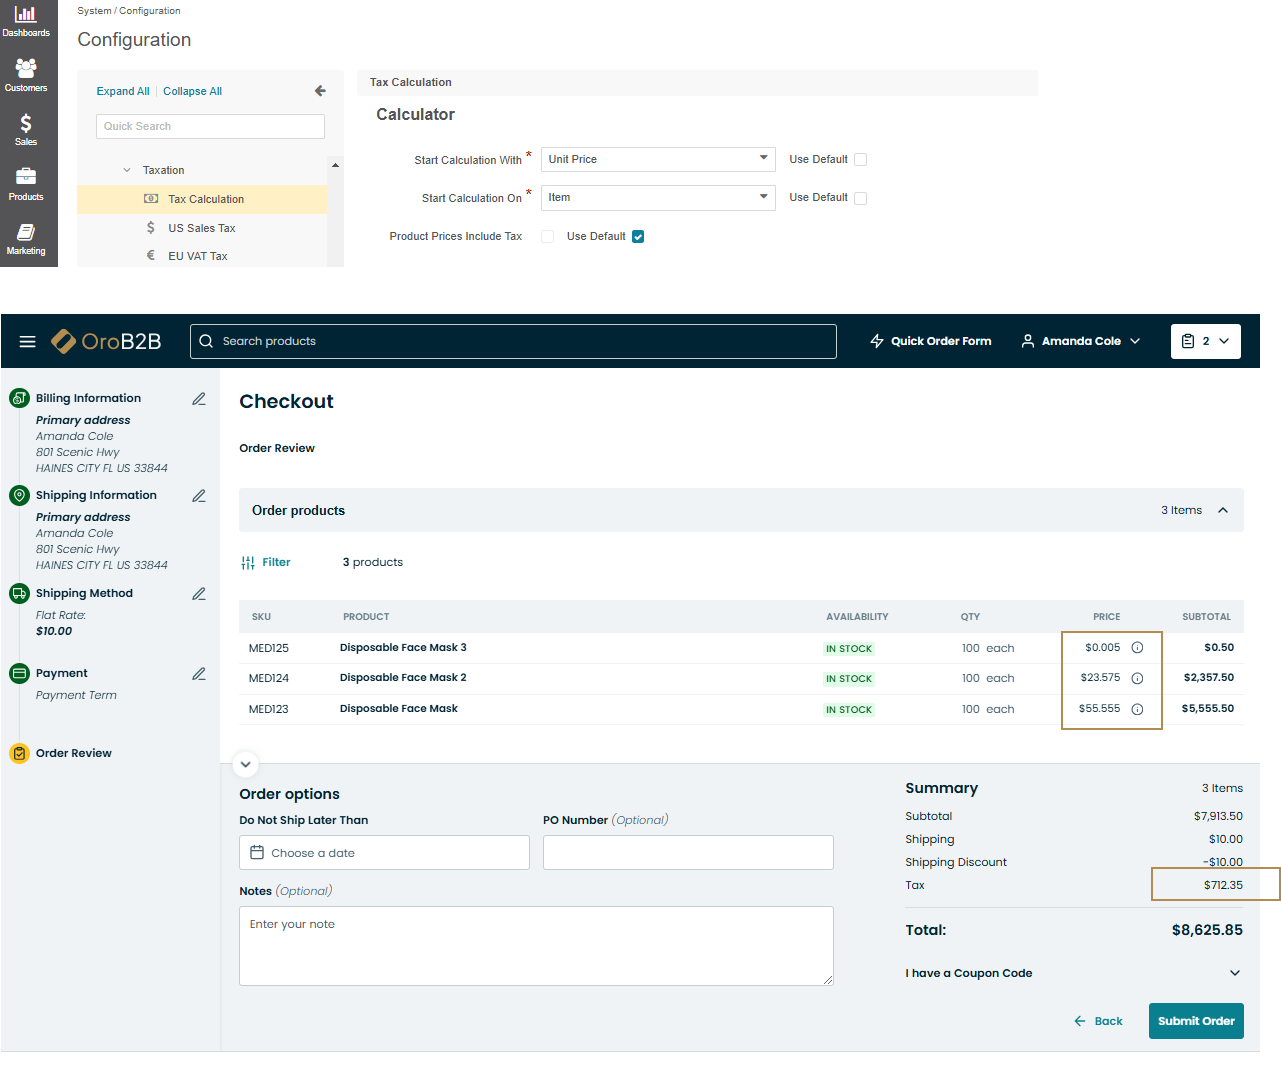 System / Configuration
Configuration
Dashboards
Customers
Sales
Products
Marketing
Expand All | Collapse All
Quick Search
Taxation
Tax Calculation
US Sales Tax
EU VAT Tax
Tax Calculation
Calculator
Start Calculation With * Unit Price Use Default
Start Calculation On * Item Use Default
Product Prices Include Tax Use Default
OroB2B
Search products
Quick Order Form
Amanda Cole
2
Billing Information
Primary address
Amanda Cole
801 Scenic Hwy
HAINES CITY FL US 33844
Shipping Information
Primary address
Amanda Cole
801 Scenic Hwy
HAINES CITY FL US 33844
Shipping Method
Flat Rate:
$10.00
Payment
Payment Term
Order Review
Checkout
Order Review
Order products 3 Items
Filter 3 products
SKU PRODUCT AVAILABILITY QTY PRICE SUBTOTAL
MED125 Disposable Face Mask 3 IN STOCK 100 each $0.005 $0.50
MED124 Disposable Face Mask 2 IN STOCK 100 each $23.575 $2,357.50
MED123 Disposable Face Mask IN STOCK 100 each $55.555 $5,555.50
Order options
Do Not Ship Later Than
Choose a date
PO Number (Optional)
Notes (Optional)
Enter your note
Summary 3 Items
Subtotal $7,913.50
Shipping $10.00
Shipping Discount -$10.00
Tax $712.35
Total: $8,625.85
I have a Coupon Code
Back
Submit Order